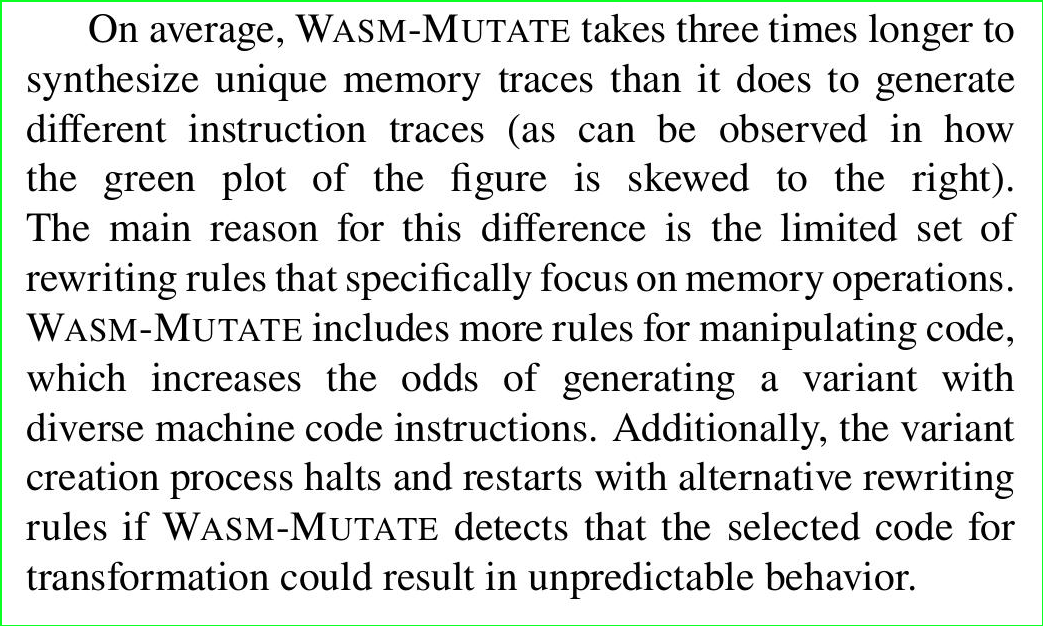 On average, WASM-MUTATE takes three times longer to
synthesize unique memory traces than it does to generate
different instruction traces (as can be observed in how
the green plot of the figure is skewed to the right).
The main reason for this difference is the limited set of
rewriting rules that specifically focus on memory operations.
WASM-MUTATE includes more rules for manipulating code,
which increases the odds of generating a variant with
diverse machine code instructions. Additionally, the variant
creation process halts and restarts with alternative rewriting
rules if WASM-MUTATE detects that the selected code for
transformation could result in unpredictable behavior.